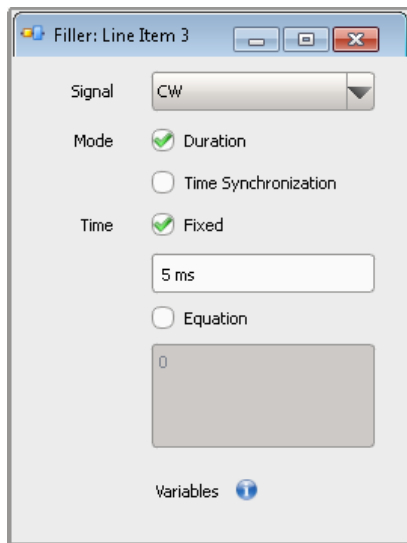 Filler: Line Item 3
Signal CW
Mode Duration
Time Synchronization
Time Fixed
5 ms
Equation
0
Variables